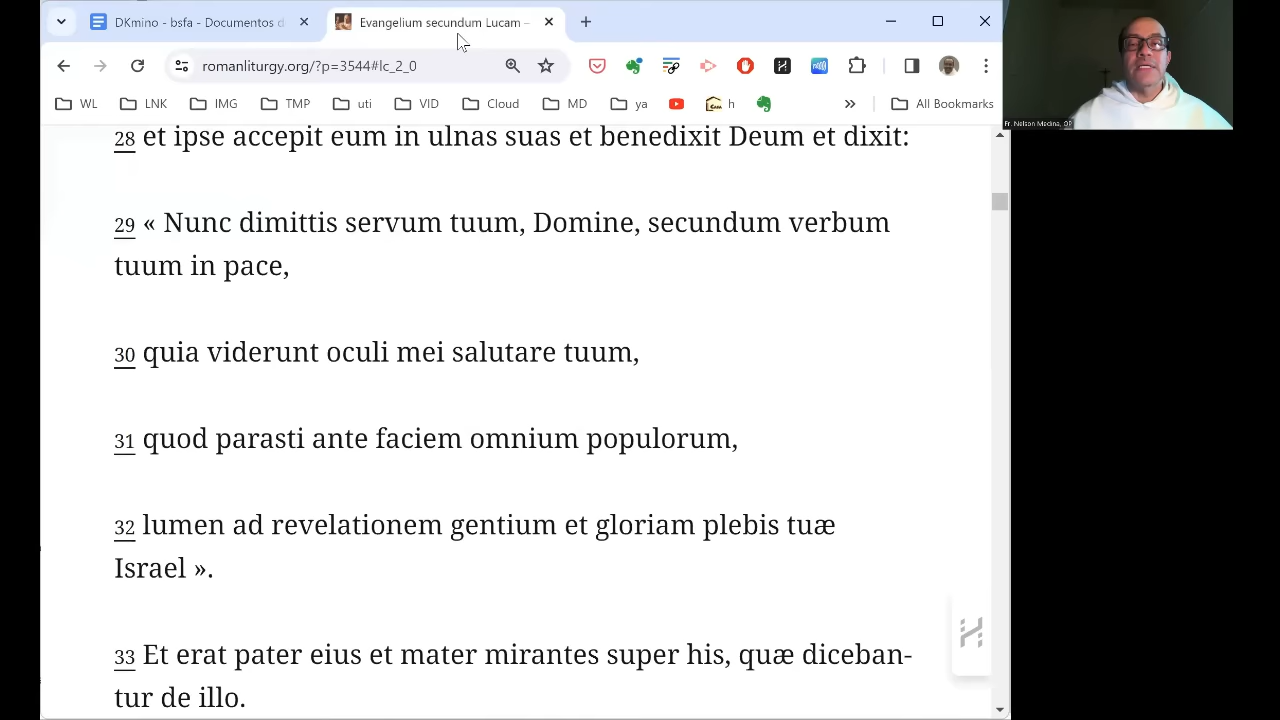 DKmino - bsfa - Documentos d
Evangelium secundum Lucam –
romanliturgy.org/?p=3544#lc_2_0
WL LNK IMG TMP uti VID Cloud MD ya h » All Bookmarks
Fr. Nelson Medina, OP
28 et ipse accepit eum in ulnas suas et benedixit Deum et dixit:
29 « Nunc dimittis servum tuum, Domine, secundum verbum
tuum in pace,
30 quia viderunt oculi mei salutare tuum,
31 quod parasti ante faciem omnium populorum,
32 lumen ad revelationem gentium et gloriam plebis tuæ
Israel ».
33 Et erat pater eius et mater mirantes super his, quæ diceban-
tur de illo.